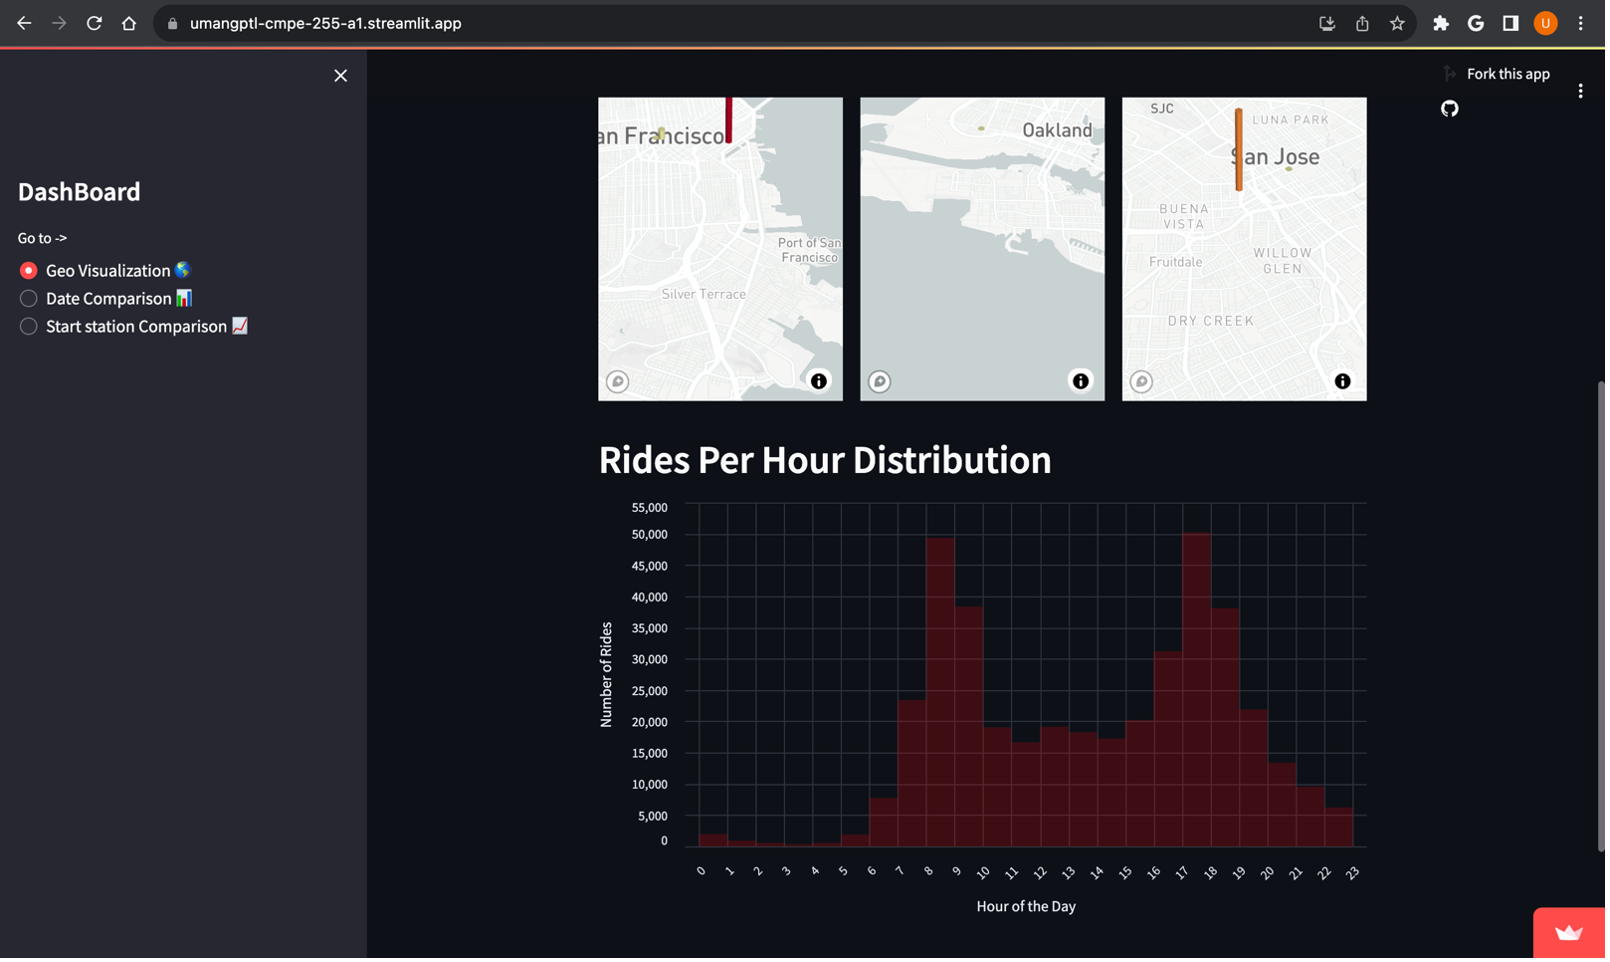 umangptl-cmpe-255-a1.streamlit.app
U
Fork this app
DashBoard
Go to ->
Geo Visualization 🌎
Date Comparison 📊
Start station Comparison 📈
an Francisco
Port of San
Francisco
Silver Terrace
Oakland
SJC
LUNA PARK
San Jose
BUENA
VISTA
Fruitdale
WILLOW
GLEN
DRY CREEK
Rides Per Hour Distribution
55,000
50,000
45,000
40,000
35,000
30,000
25,000
20,000
15,000
10,000
5,000
0
Number of Rides
0 1 2 3 4 5 6 7 8 9 10 11 12 13 14 15 16 17 18 19 20 21 22 23
Hour of the Day